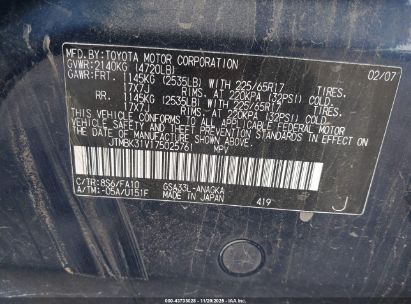 MFD.BY:TOYOTA MOTOR CORPORATION 02/07
GVWR:2140KG (4720LB)
GAWR:FRT. 1145KG (2535LB) WITH 225/65R17 TIRES.
17X7J RIMS. AT 220KPA (32PSI) COLD.
RR. 1145KG (2535LB) WITH 225/65R17 TIRES.
17X7J RIMS. AT 220KPA (32PSI) COLD.
THIS VEHICLE CONFORMS TO ALL APPLICABLE
FEDERAL MOTOR VEHICLE SAFETY AND THEFT
PREVENTION STANDARDS IN EFFECT ON THE DATE
OF MANUFACTURE SHOWN ABOVE.
JTMBK31V175025761 MPV
C/TR:8S6/FA10 GSA33L-ANAGKA
A/TM:-05A/U151F 419 J
MADE IN JAPAN